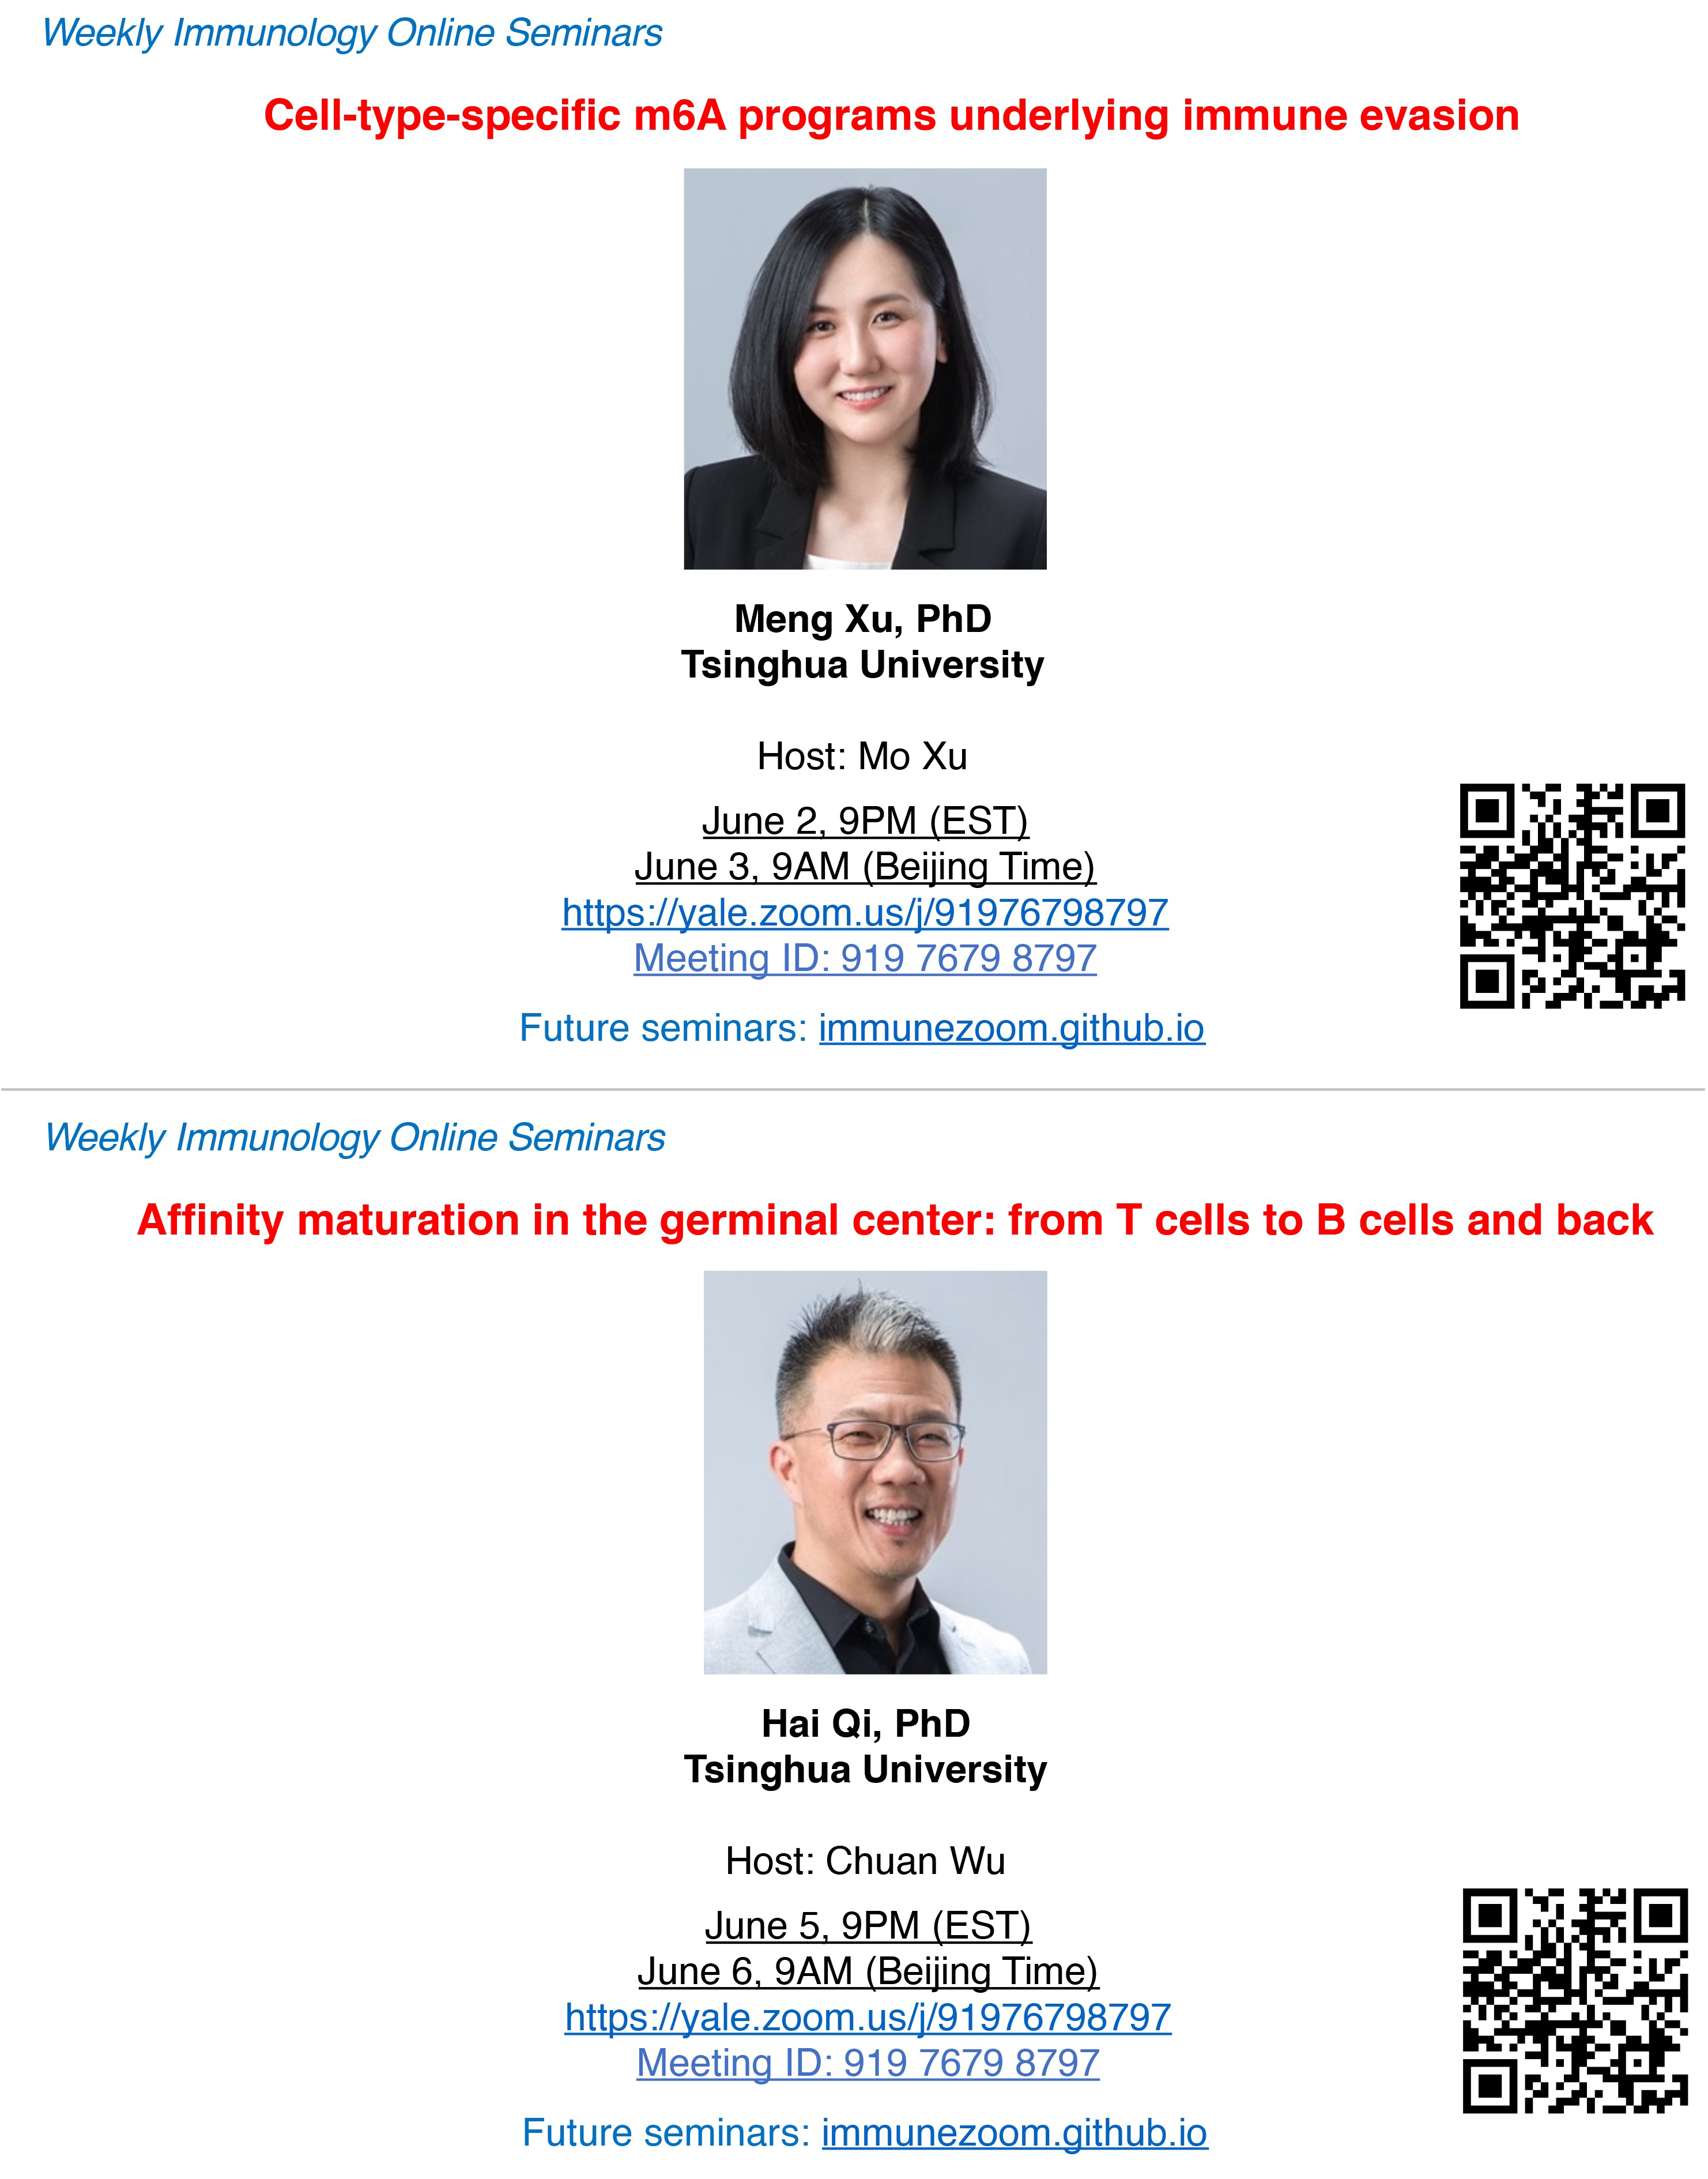 Weekly Immunology Online Seminars
Cell-type-specific m6A programs underlying immune evasion
Meng Xu, PhD
Tsinghua University
Host: Mo Xu
June 2, 9PM (EST)
June 3, 9AM (Beijing Time)
https://yale.zoom.us/j/91976798797
Meeting ID: 919 7679 8797
Future seminars: immunezoom.github.io
Weekly Immunology Online Seminars
Affinity maturation in the germinal center: from T cells to B cells and back
Hai Qi, PhD
Tsinghua University
Host: Chuan Wu
June 5, 9PM (EST)
June 6, 9AM (Beijing Time)
https://yale.zoom.us/j/91976798797
Meeting ID: 919 7679 8797
Future seminars: immunezoom.github.io